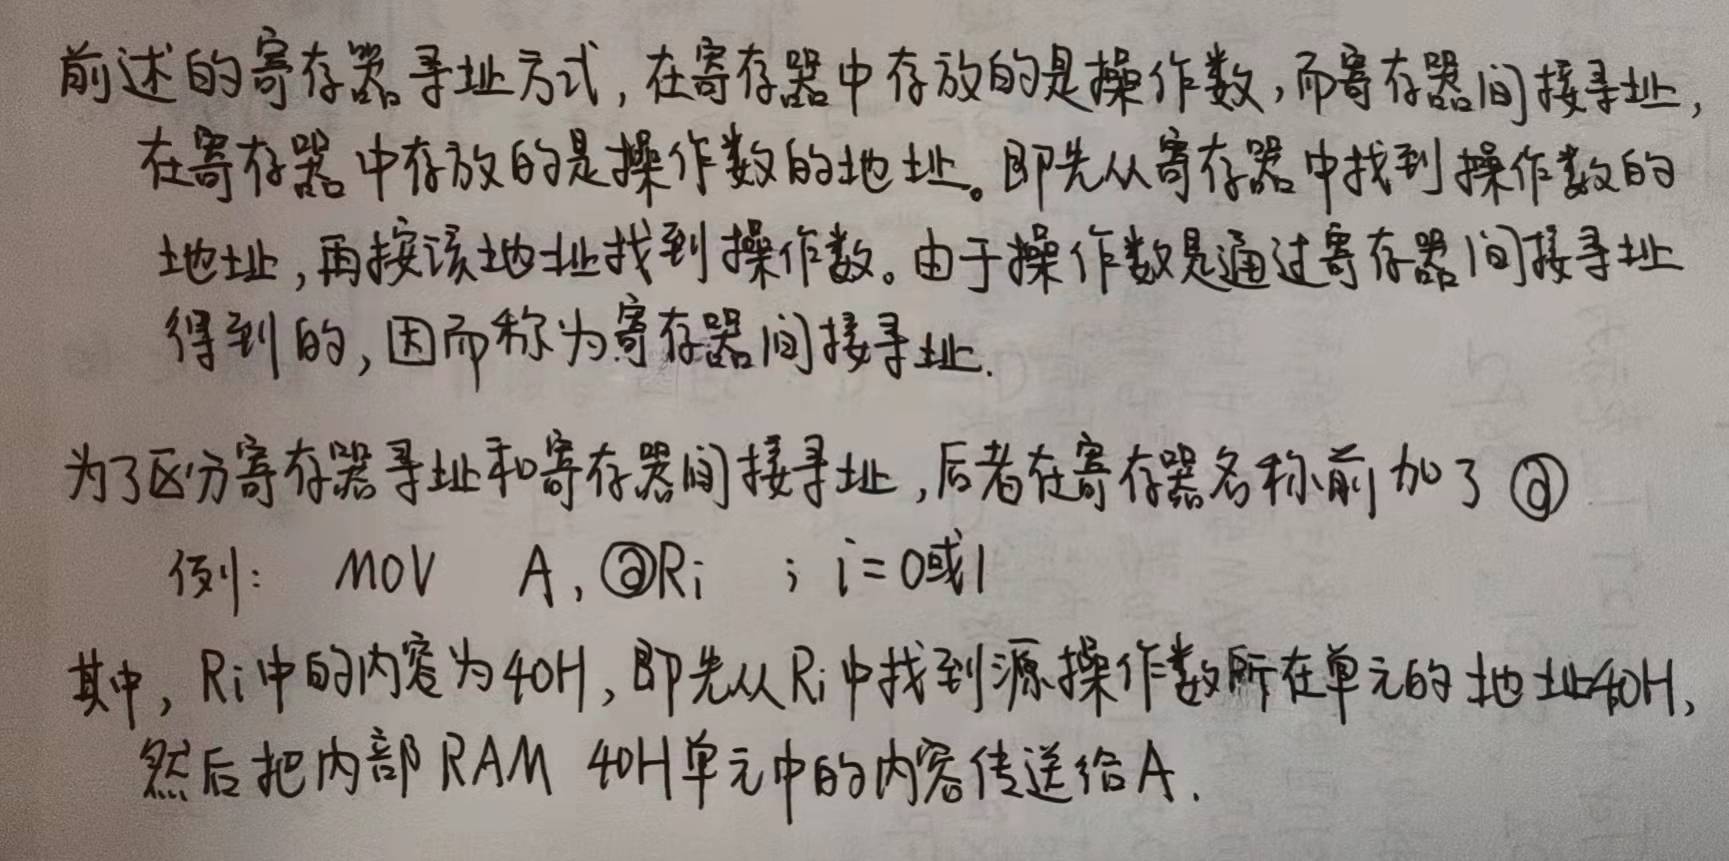 前述的寄存器寻址方式,在寄存器中存放的是操作数,而寄存器间接寻址,
在寄存器中存放的是操作数的地址。即先从寄存器中找到操作数的
地址,再按该地址找到操作数。由于操作数是通过寄存器间接寻址
得到的,因而称为寄存器间接寻址.
为了区分寄存器寻址和寄存器间接寻址,后者在寄存器名称前加了@
例: MOV A, @Ri ; i=0或1
其中, Ri中的内容为40H,即先从Ri中找到源操作数所在单元的地址40H,
然后把内部RAM 40H单元中的内容传送给A.